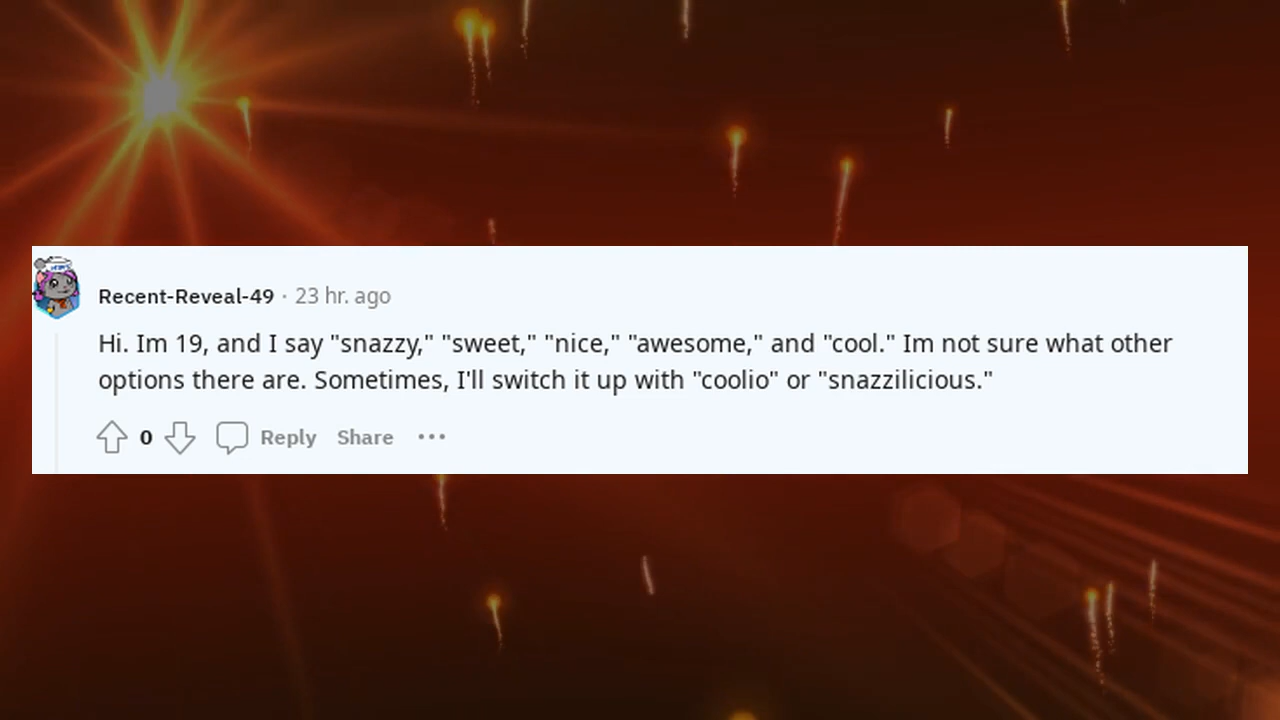 Recent-Reveal-49 · 23 hr. ago
Hi. Im 19, and I say "snazzy," "sweet," "nice," "awesome," and "cool." Im not sure what other
options there are. Sometimes, I'll switch it up with "coolio" or "snazzilicious."
0 Reply Share